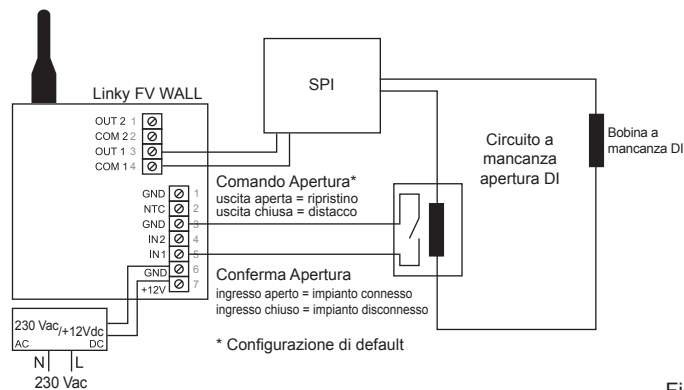 Linky FV WALL
SPI
OUT 2 1
COM 2 2
OUT 1 3
COM 1 4
GND 1
NTC 2
GND 3
IN2 4
IN1 5
GND 6
+12V 7
Comando Apertura*
uscita aperta = ripristino
uscita chiusa = distacco
Circuito a
mancanza
apertura DI
Bobina a
mancanza DI
Conferma Apertura
ingresso aperto = impianto connesso
ingresso chiuso = impianto disconnesso
* Configurazione di default
230 Vac/+12Vdc
AC DC
N L
230 Vac